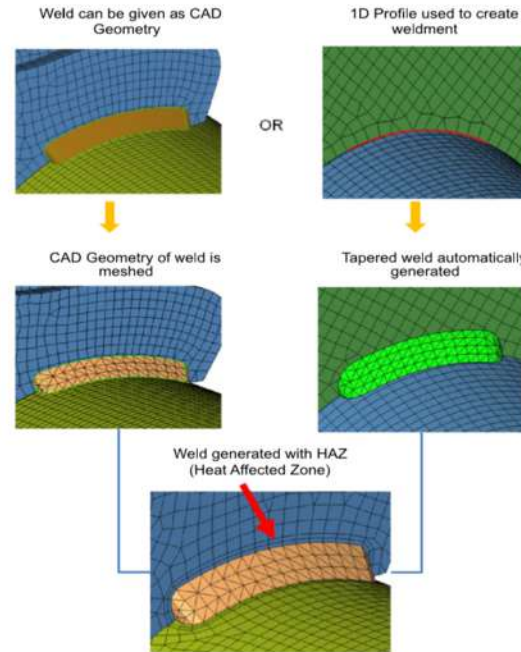 Weld can be given as CAD
Geometry
1D Profile used to create
weldment
OR
CAD Geometry of weld is
meshed
Tapered weld automatically
generated
Weld generated with HAZ
(Heat Affected Zone)